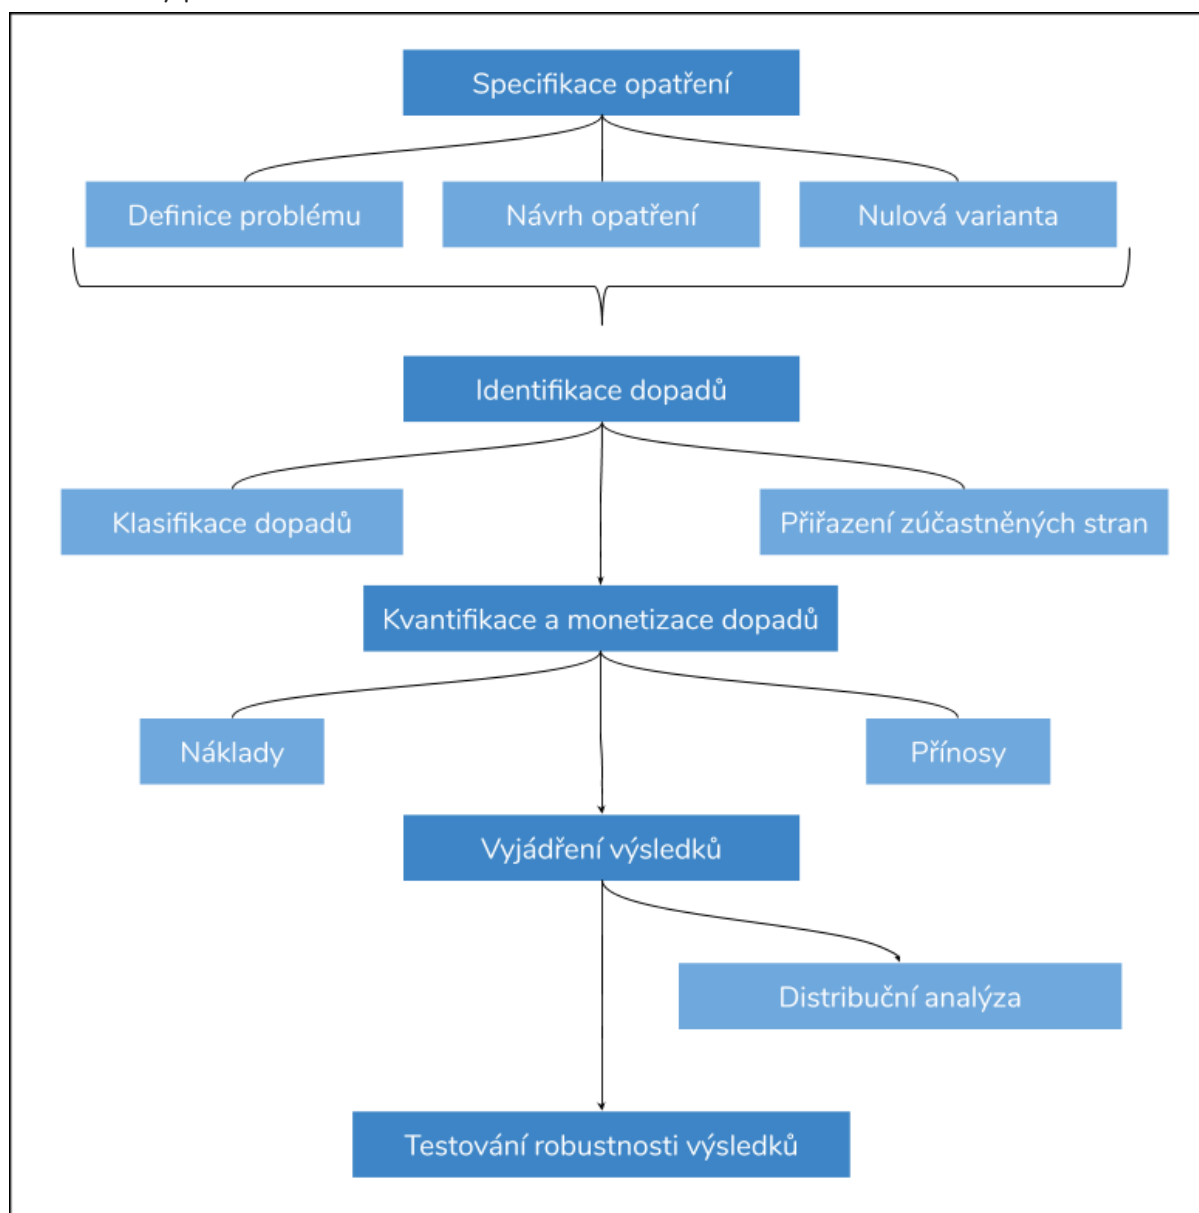 Specifikace opatření
Definice problému
Návrh opatření
Nulová varianta
Identifikace dopadů
Klasifikace dopadů
Přiřazení zúčastněných stran
Kvantifikace a monetizace dopadů
Náklady
Přínosy
Vyjádření výsledků
Distribuční analýza
Testování robustnosti výsledků